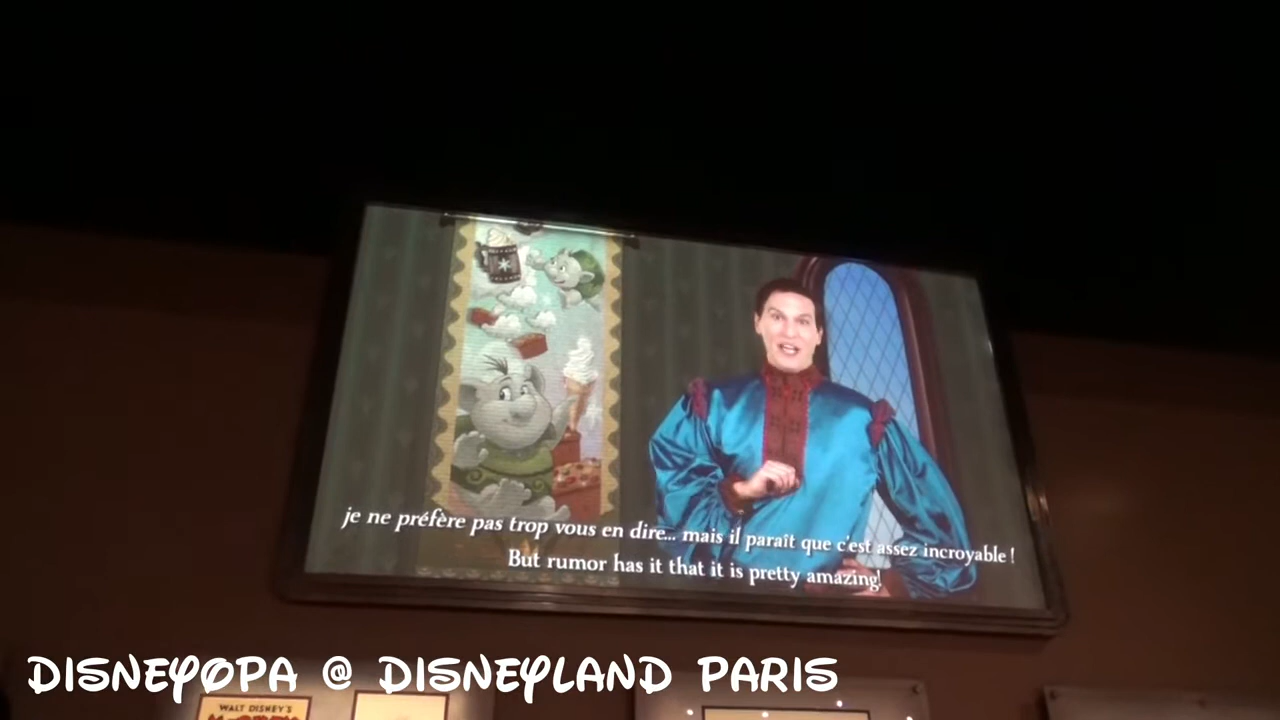 je ne préfère pas trop vous en dire... mais il paraît que c'est assez incroyable !
But rumor has it that it is pretty amazing!
DISNEYOPA @ DISNEYLAND PARIS
WALT DISNEY'S